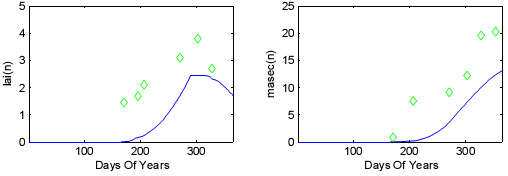 5
4
3
2
1
0
lai(n)
100 200 300
Days Of Years
25
20
15
10
5
0
masec(n)
100 200 300
Days Of Years